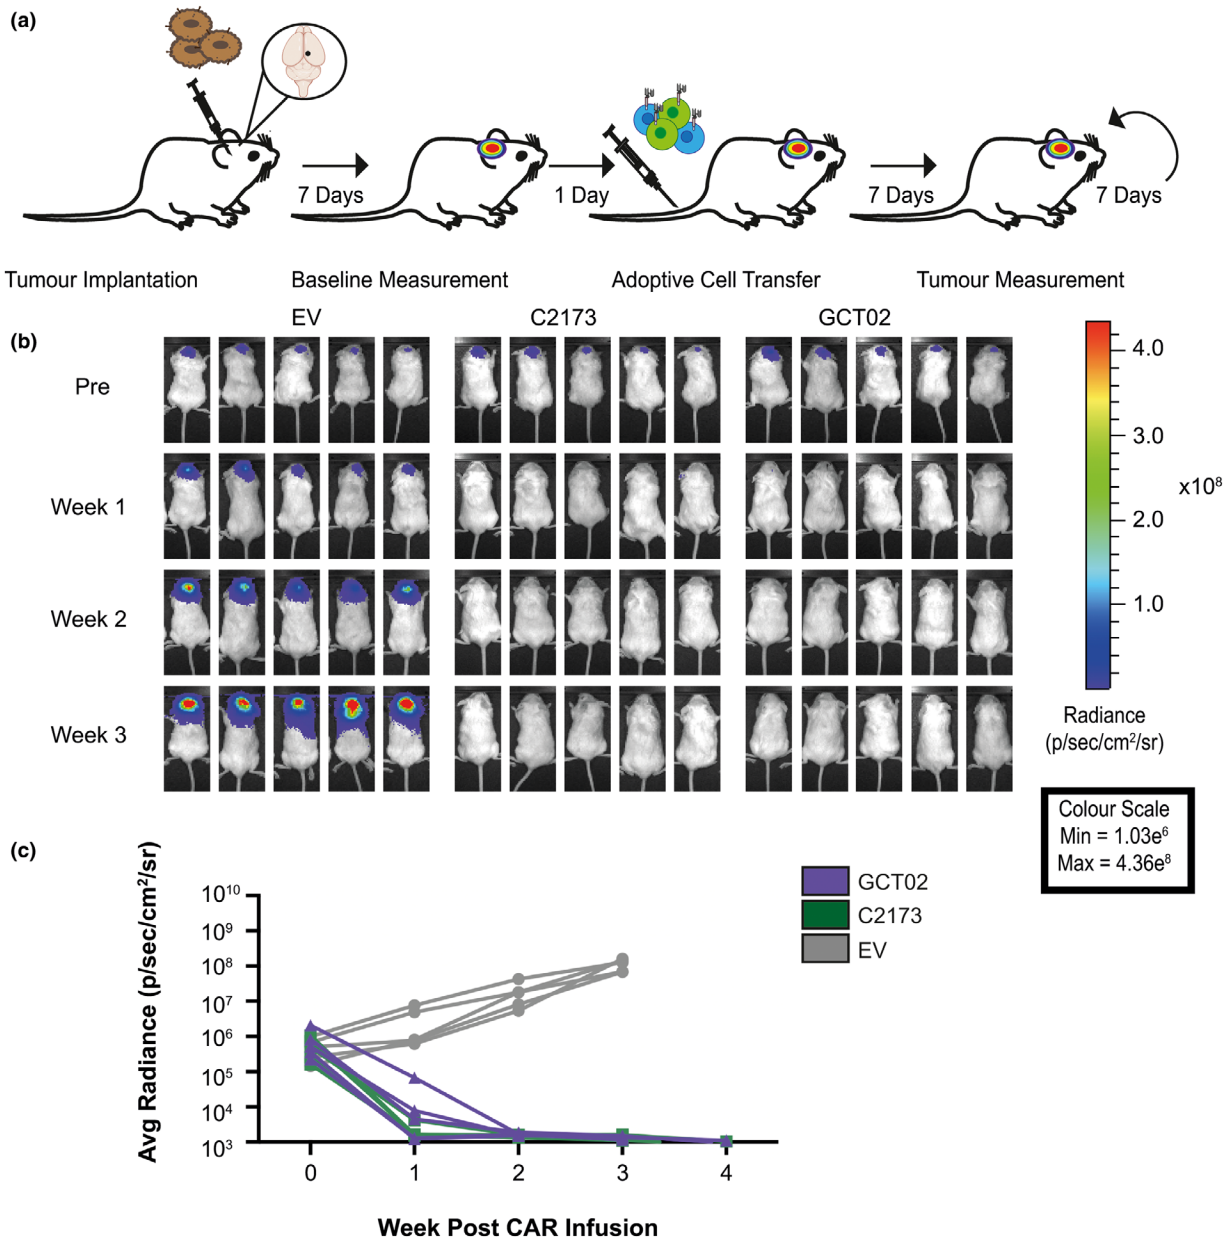 (a)
7 Days
1 Day
7 Days
7 Days
Tumour Implantation
Baseline Measurement
Adoptive Cell Transfer
Tumour Measurement
(b)
EV
C2173
GCT02
Pre
Week 1
Week 2
Week 3
4.0
3.0
2.0
1.0
x10⁸
Radiance
(p/sec/cm²/sr)
Colour Scale
Min = 1.03e⁶
Max = 4.36e⁸
(c)
Avg Radiance (p/sec/cm²/sr)
10¹⁰
10⁹
10⁸
10⁷
10⁶
10⁵
10⁴
10³
0 1 2 3 4
Week Post CAR Infusion
GCT02
C2173
EV